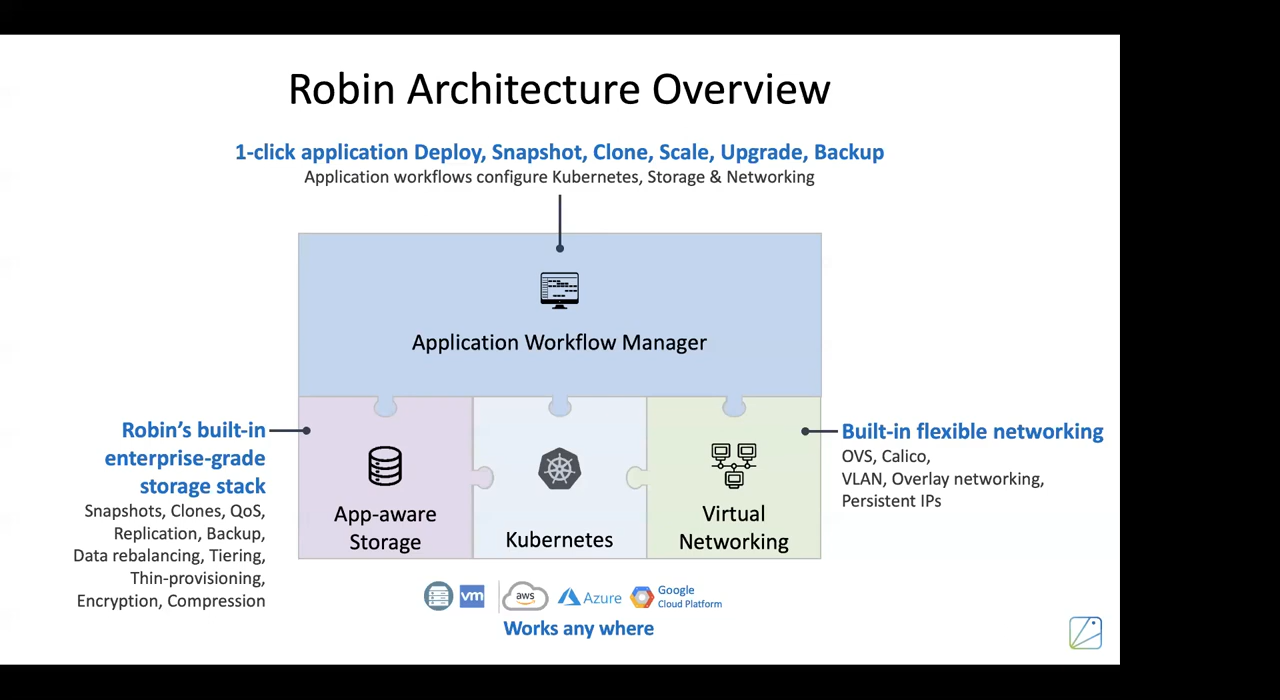 Robin Architecture Overview
1-click application Deploy, Snapshot, Clone, Scale, Upgrade, Backup
Application workflows configure Kubernetes, Storage & Networking
Application Workflow Manager
Robin’s built-in
enterprise-grade
storage stack
Snapshots, Clones, QoS,
Replication, Backup,
Data rebalancing, Tiering,
Thin-provisioning,
Encryption, Compression
App-aware
Storage
Kubernetes
Virtual
Networking
Built-in flexible networking
OVS, Calico,
VLAN, Overlay networking,
Persistent IPs
vm
aws
Azure
Google
Cloud Platform
Works any where